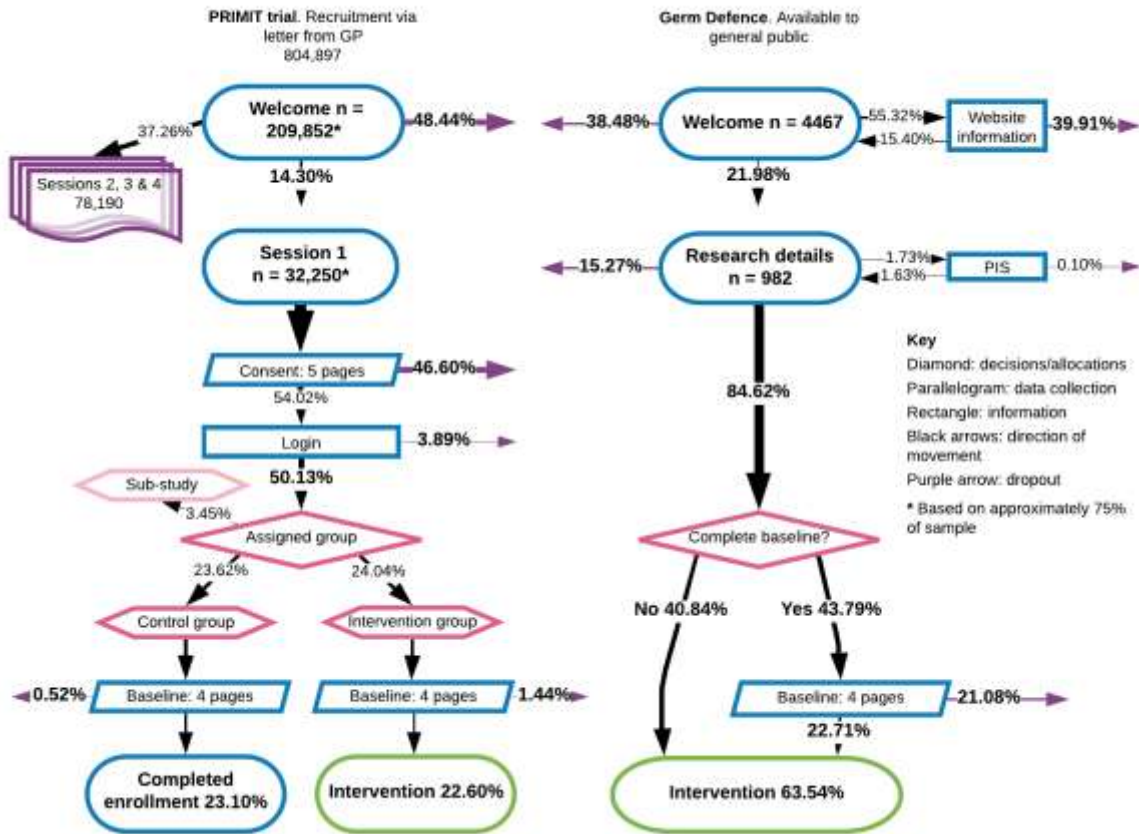 PRIMIT trial. Recruitment via
letter from GP
804,897
Germ Defence. Available to
general public
Welcome n =
209,852*
37.26%
48.44%
14.30%
Sessions 2, 3 & 4
78,190
38.48%
Welcome n = 4467
55.32%
15.40%
Website
information
39.91%
21.98%
Session 1
n = 32,250*
15.27%
Research details
n = 982
1.73%
1.63%
PIS
0.10%
Consent: 5 pages
46.60%
54.02%
Login
3.89%
50.13%
84.62%
Key
Diamond: decisions/allocations
Parallelogram: data collection
Rectangle: information
Black arrows: direction of
movement
Purple arrow: dropout
* Based on approximately 75%
of sample
Sub-study
3.45%
Assigned group
Complete baseline?
23.62%
24.04%
No 40.84%
Yes 43.79%
Control group
Intervention group
0.52%
Baseline: 4 pages
Baseline: 4 pages
1.44%
Baseline: 4 pages
21.08%
22.71%
Completed
enrollment 23.10%
Intervention 22.60%
Intervention 63.54%